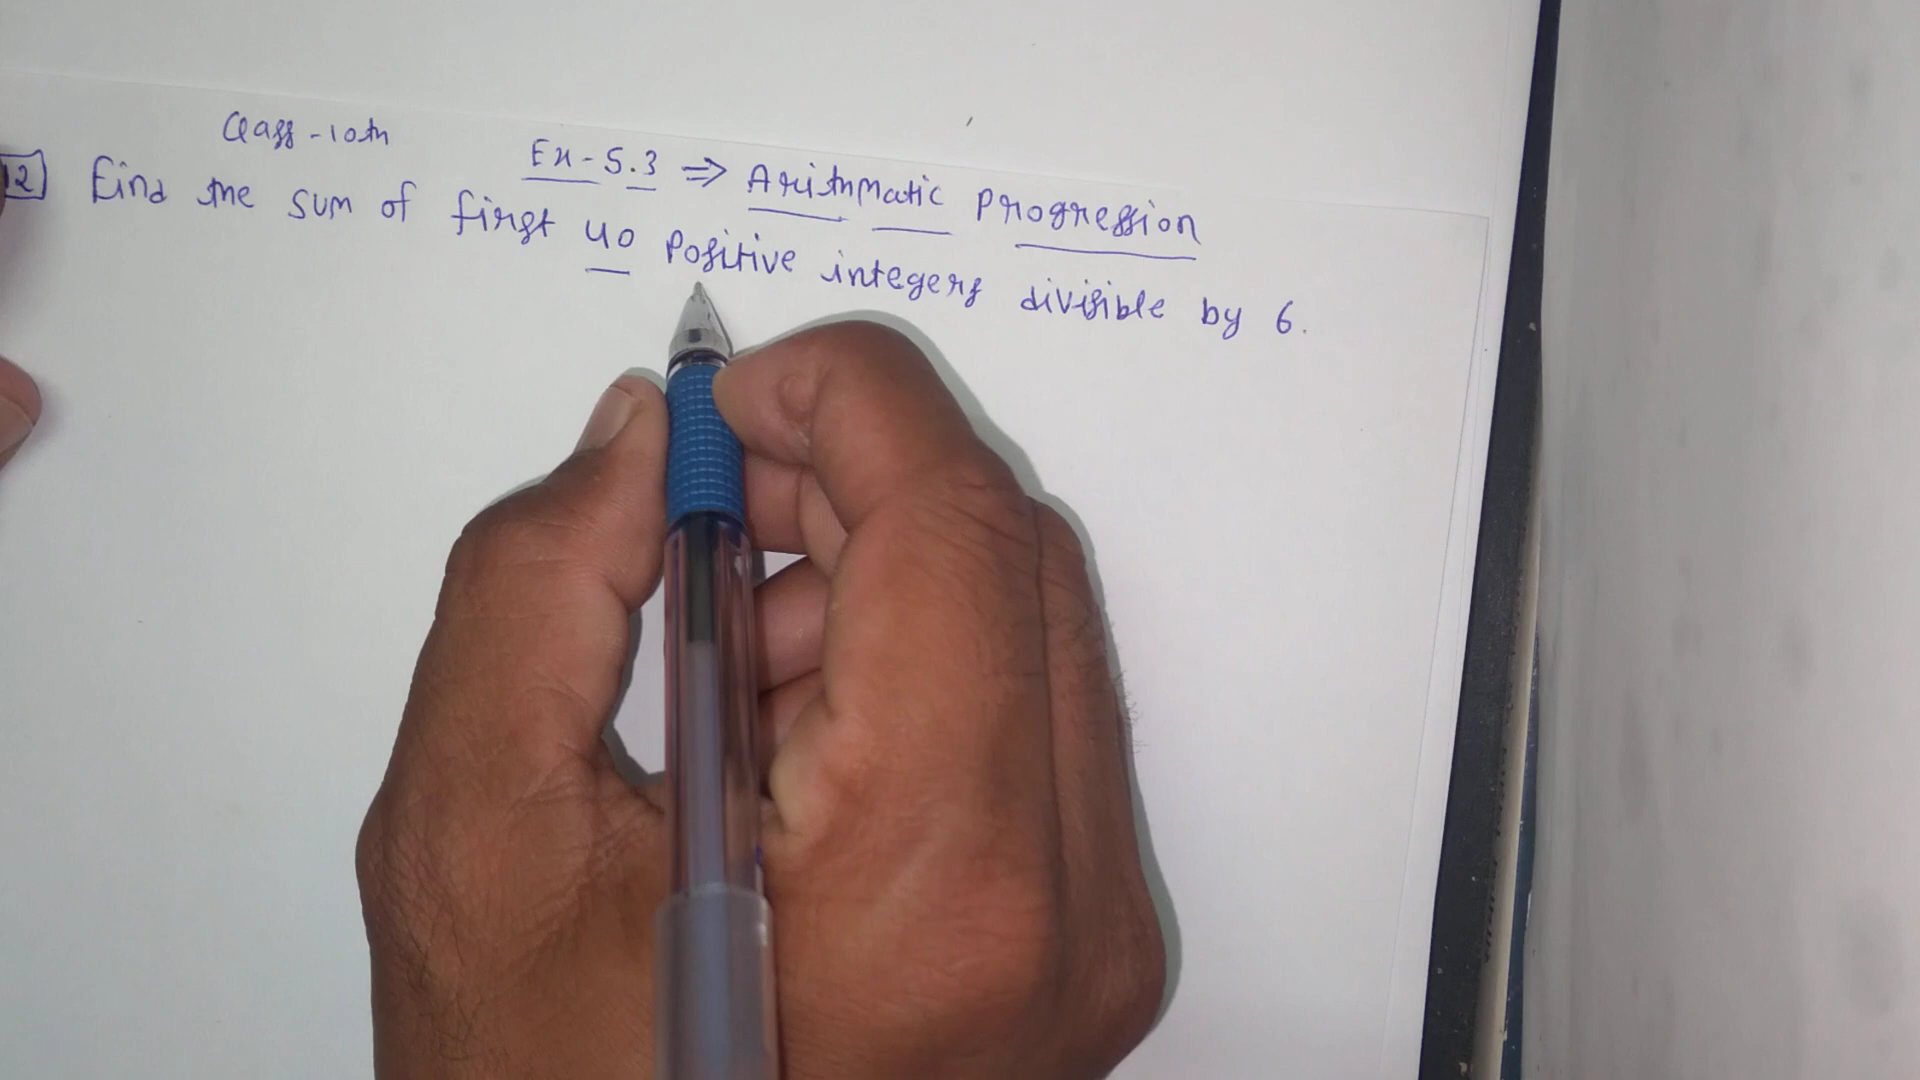 Class - 10th
Ex - 5.3 ⇒ Arithmatic Progression
12 Find the sum of first 40 Positive integers divisible by 6.